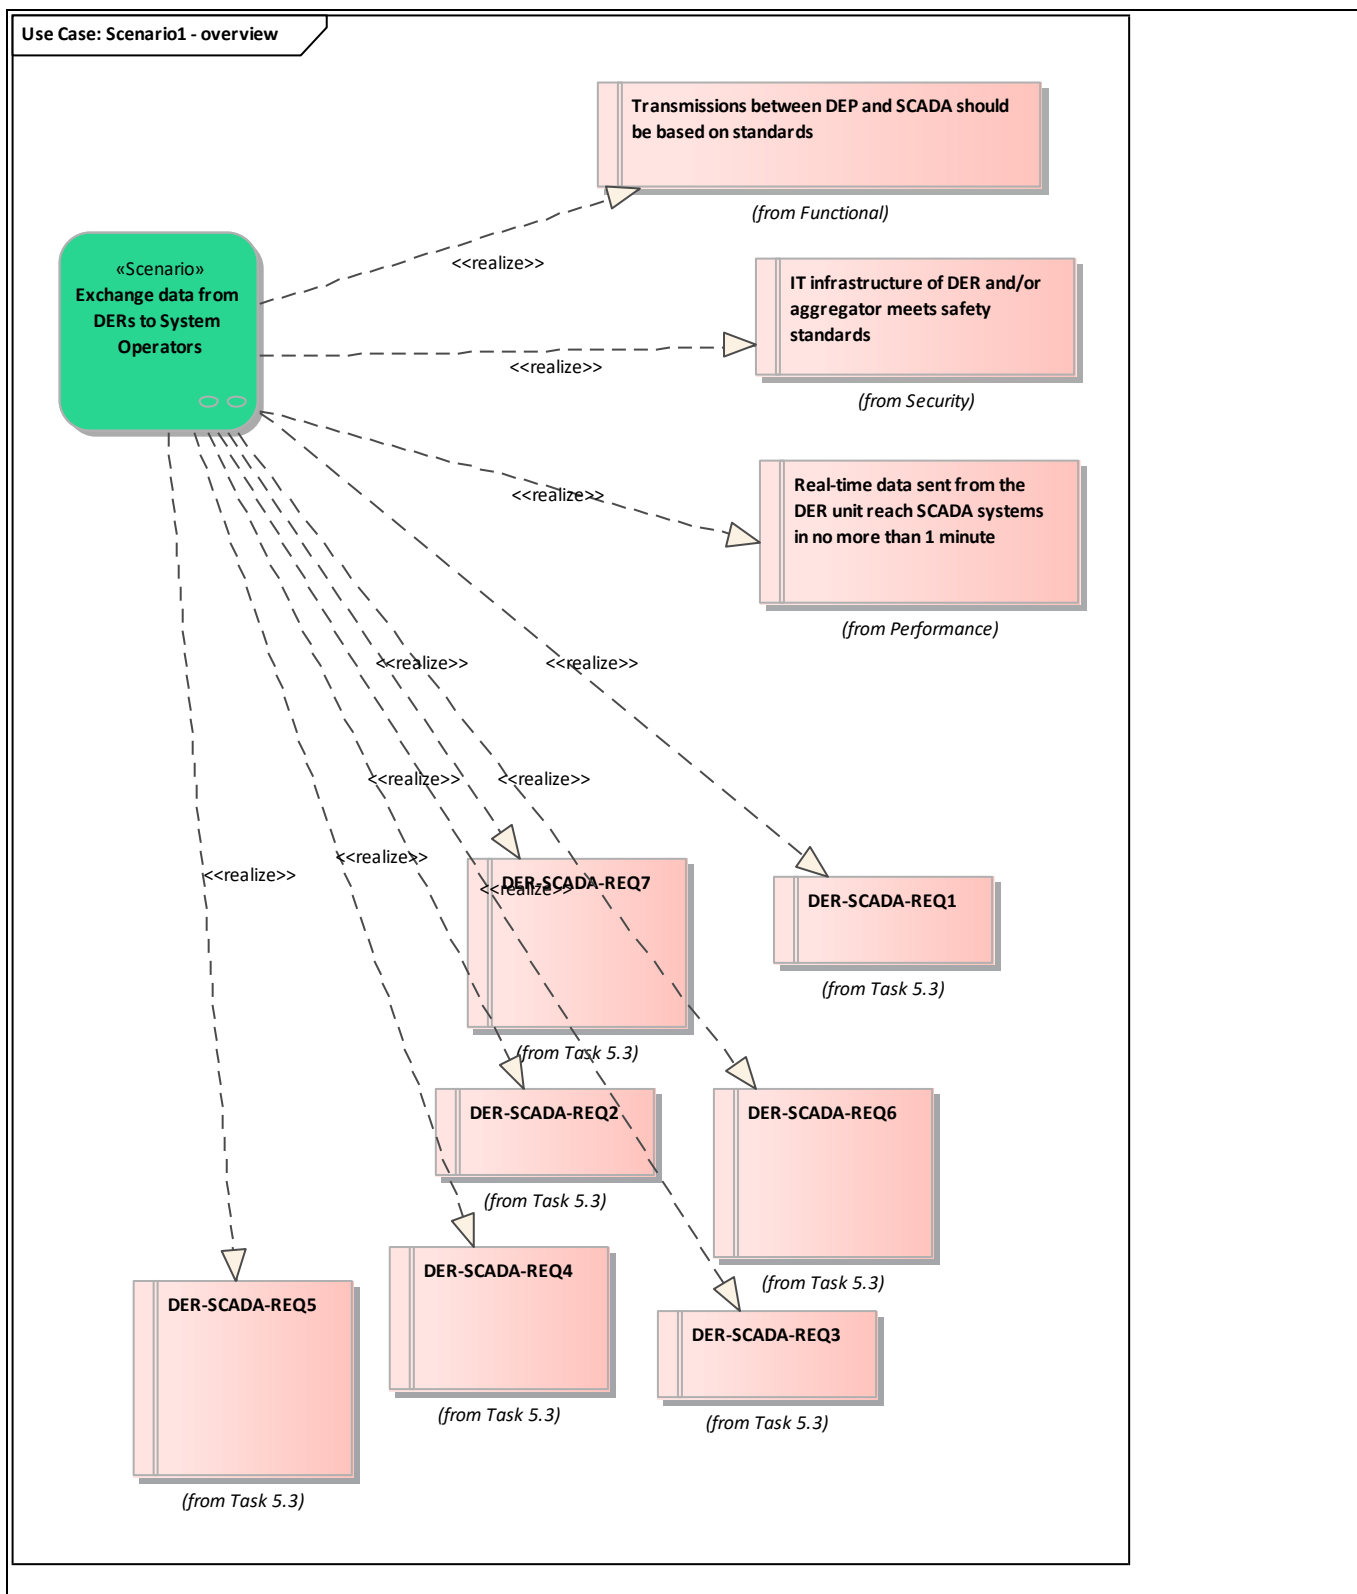 Use Case: Scenario1 - overview
Transmissions between DEP and SCADA should
be based on standards
(from Functional)
«Scenario»
Exchange data from
DERs to System
Operators
<<realize>>
IT infrastructure of DER and/or
aggregator meets safety
standards
<<realize>>
(from Security)
Real-time data sent from the
DER unit reach SCADA systems
in no more than 1 minute
<<realize>>
(from Performance)
<<realize>>
<<realize>>
<<realize>>
<<realize>>
<<realize>>
<<realize>>
DER-SCADA-REQ7
<<realize>>
DER-SCADA-REQ1
(from Task 5.3)
(from Task 5.3)
DER-SCADA-REQ2
DER-SCADA-REQ6
(from Task 5.3)
DER-SCADA-REQ4
(from Task 5.3)
DER-SCADA-REQ5
DER-SCADA-REQ3
(from Task 5.3)
(from Task 5.3)
(from Task 5.3)